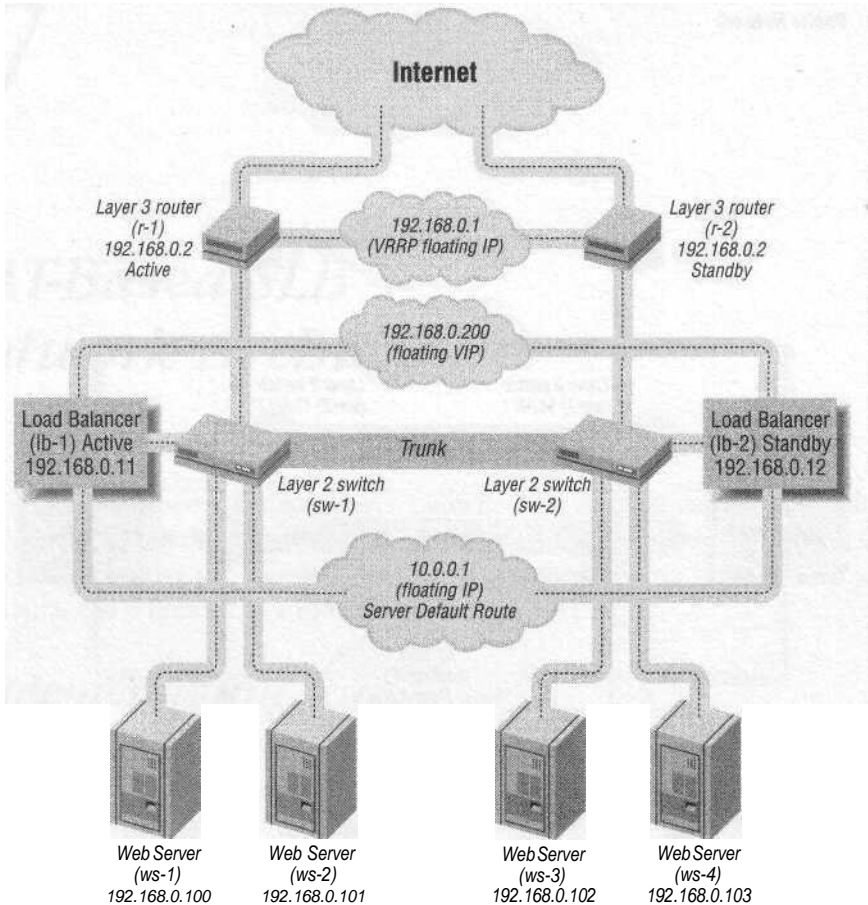 Internet
Layer 3 router
(r-1)
192.168.0.2
Active
192.168.0.1
(VRRP floating IP)
Layer 3 router
(r-2)
192.168.0.2
Standby
192.168.0.200
(floating VIP)
Load Balancer
(lb-1) Active
192.168.0.11
Trunk
Load Balancer
(lb-2) Standby
192.168.0.12
Layer 2 switch
(sw-1)
Layer 2 switch
(sw-2)
10.0.0.1
(floating IP)
Server Default Route
Web Server
(ws-1)
192.168.0.100
Web Server
(ws-2)
192.168.0.101
Web Server
(ws-3)
192.168.0.102
Web Server
(ws-4)
192.168.0.103